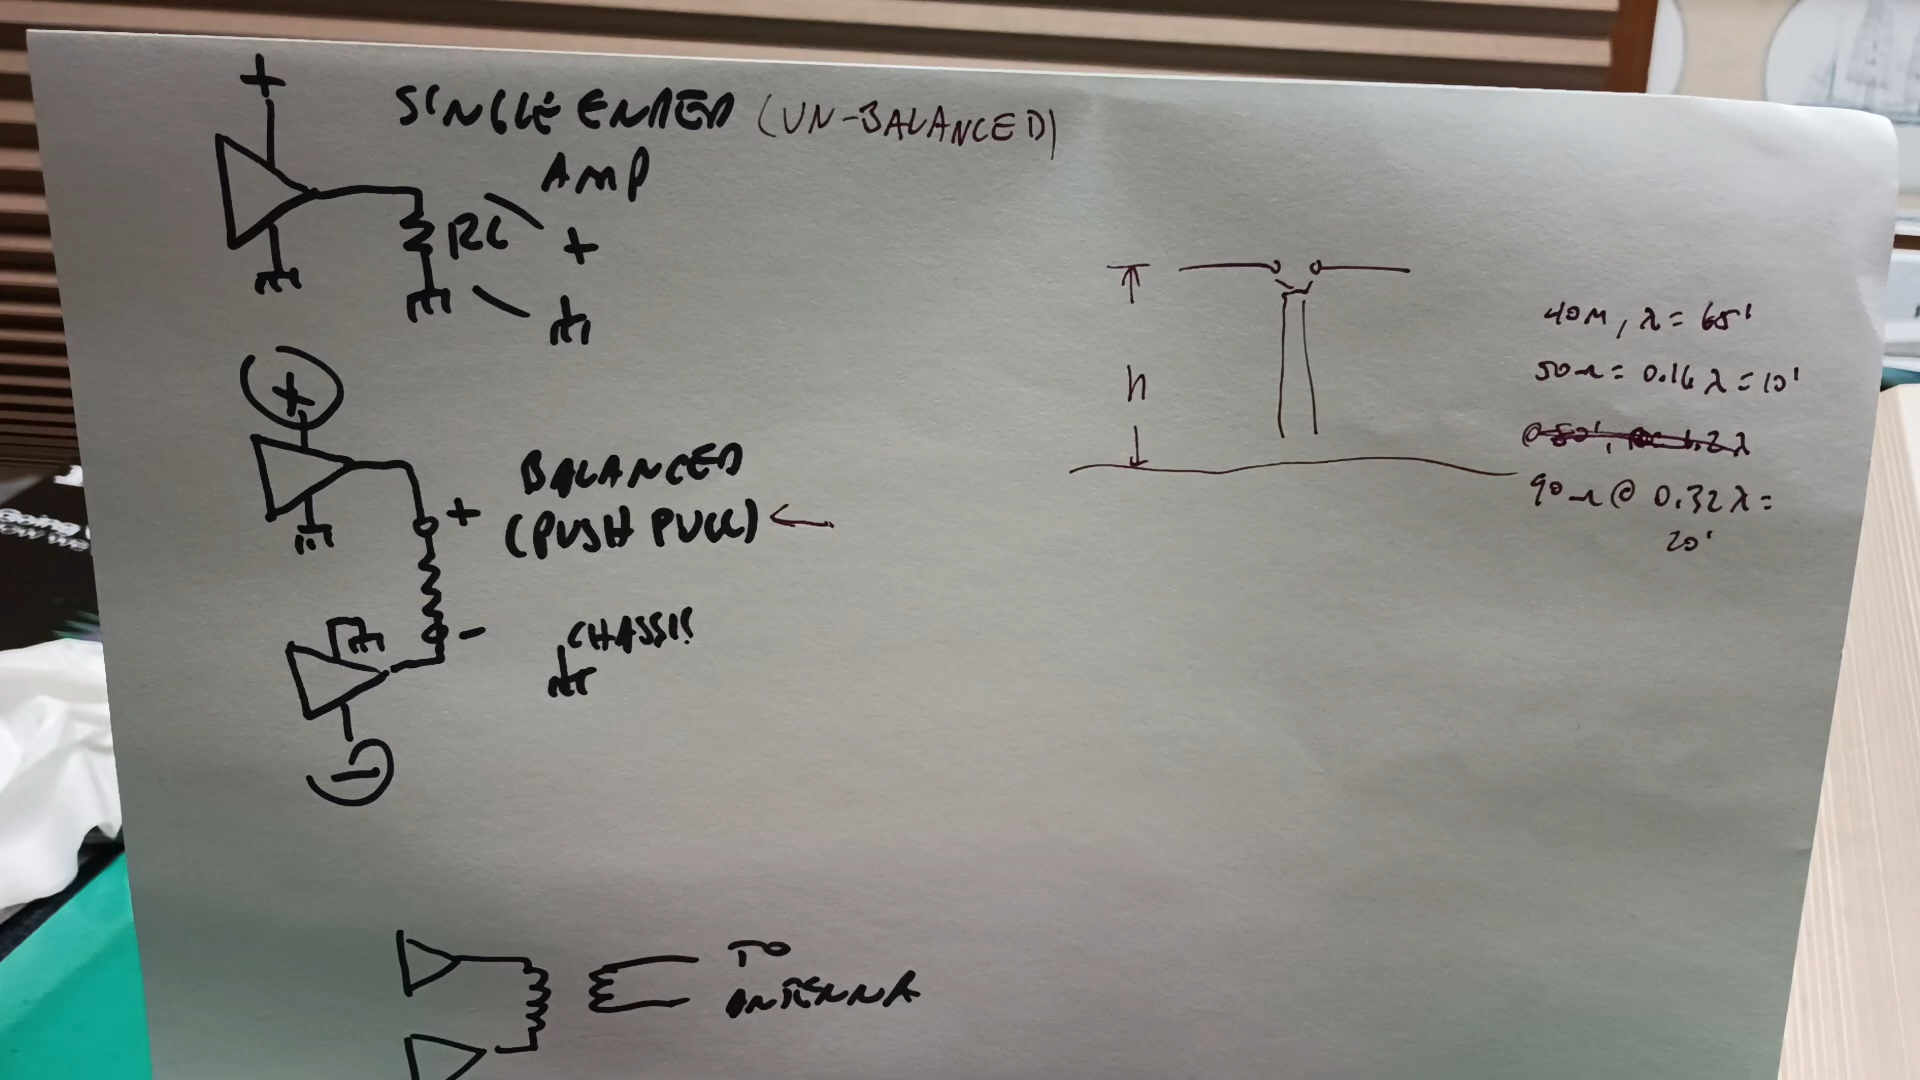 +
SINGLE ENDED (UN-BALANCED)
AMP
RL
+
+
BALANCED
(PUSH PULL)
+
-
CHASSIS
-
TO
ANTENNA
h
40M, λ = 65'
50Ω = 0.16 λ = 10'
90Ω @ 0.32 λ =
20'